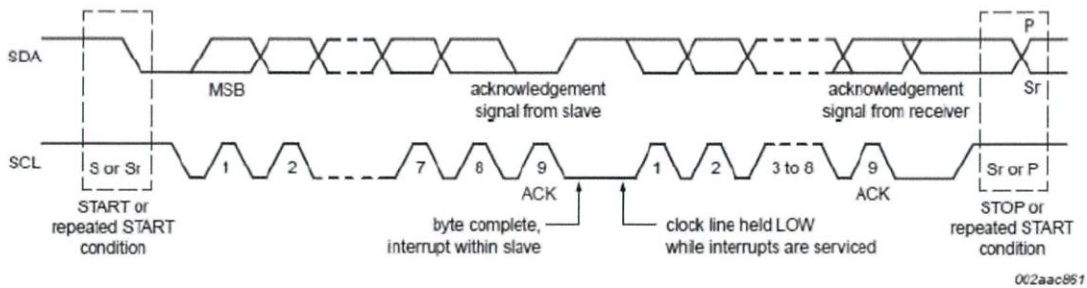 P
SDA
MSB
acknowledgement
signal from slave
acknowledgement
signal from receiver
Sr
SCL
S or Sr
1
2
7
8
9
1
2
3 to 8
9
Sr or P
ACK
ACK
START or
repeated START
condition
byte complete,
interrupt within slave
clock line held LOW
while interrupts are serviced
STOP or
repeated START
condition
002aac861